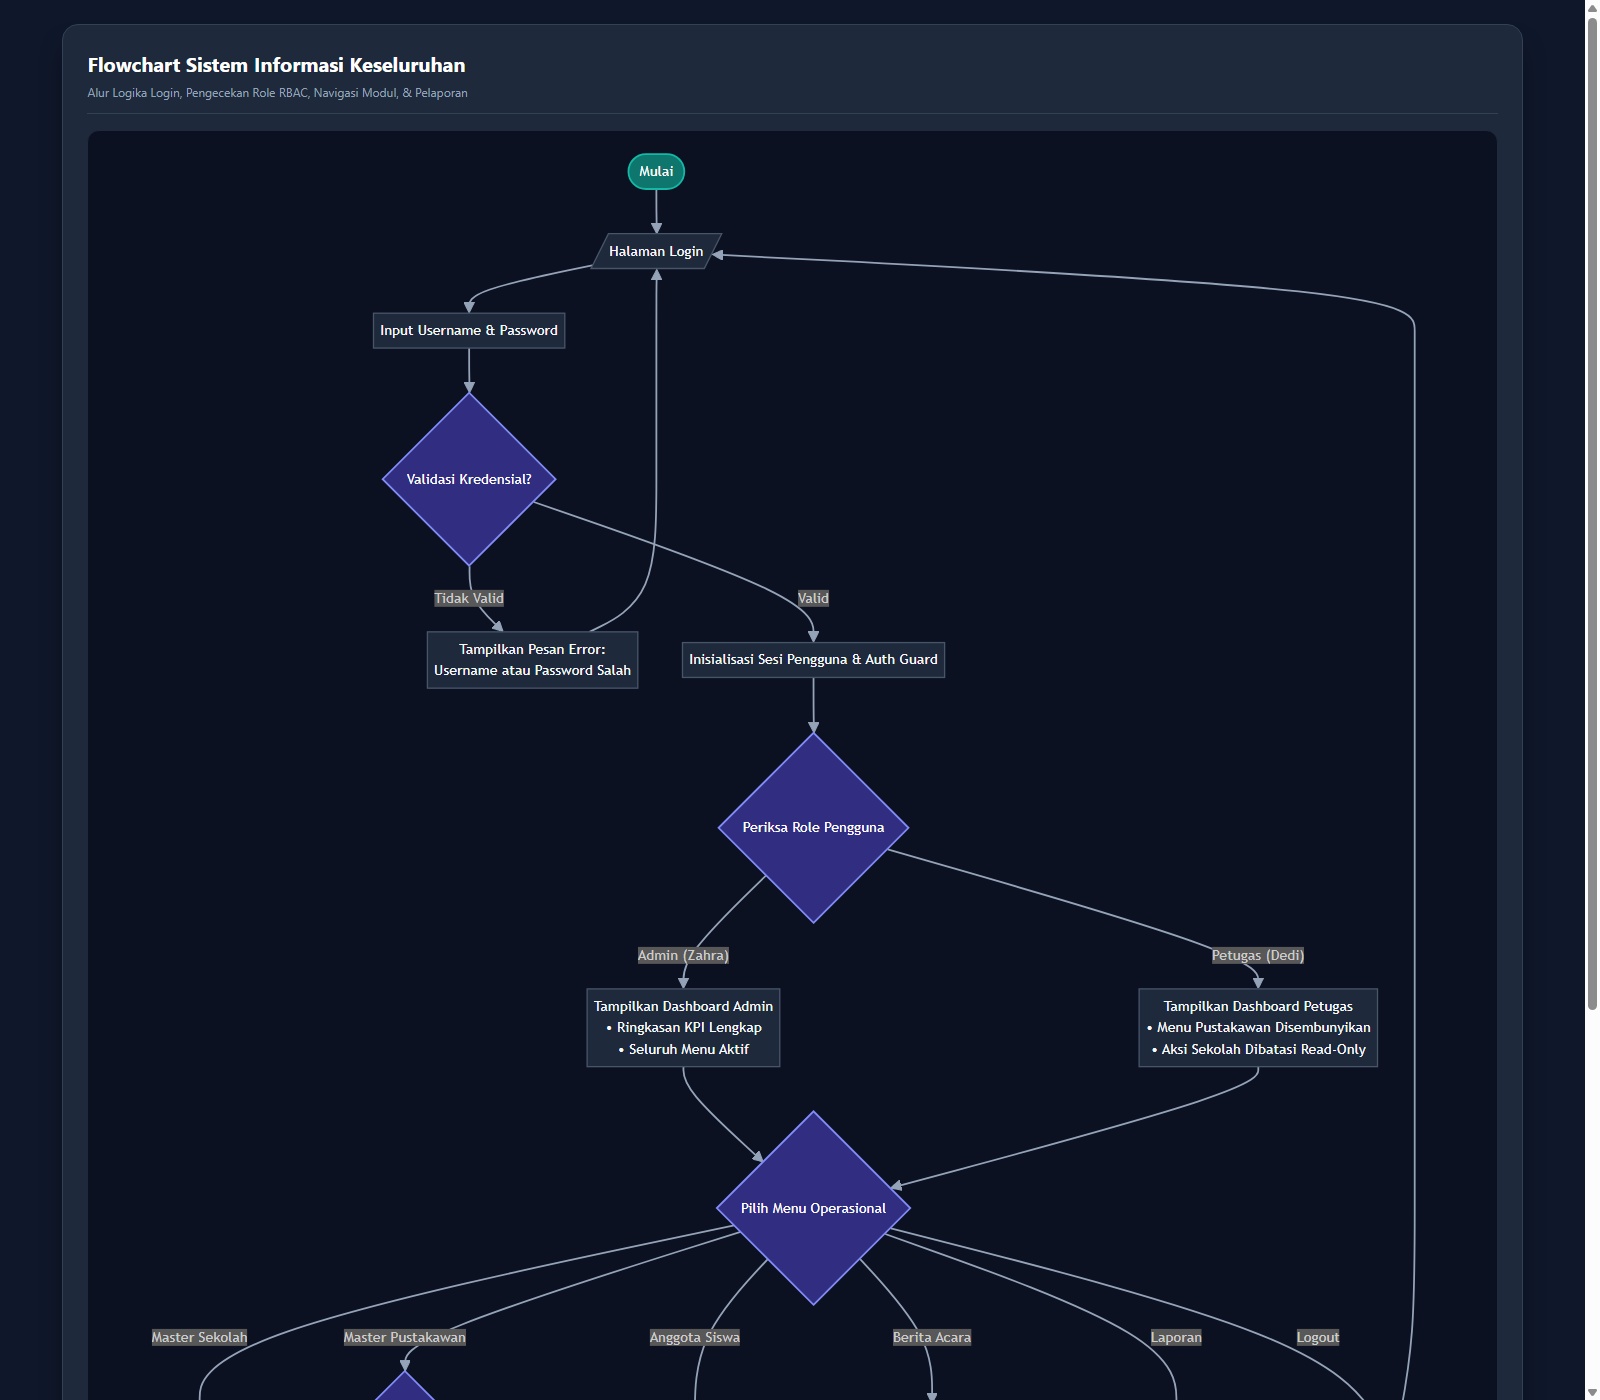 Flowchart Sistem Informasi Keseluruhan
Alur Logika Login, Pengecekan Role RBAC, Navigasi Modul, & Pelaporan
Mulai
Halaman Login
Input Username & Password
Validasi Kredensial?
Tidak Valid
Valid
Tampilkan Pesan Error:
Username atau Password Salah
Inisialisasi Sesi Pengguna & Auth Guard
Periksa Role Pengguna
Admin (Zahra)
Petugas (Dedi)
Tampilkan Dashboard Admin
• Ringkasan KPI Lengkap
• Seluruh Menu Aktif
Tampilkan Dashboard Petugas
• Menu Pustakawan Disembunyikan
• Aksi Sekolah Dibatasi Read-Only
Pilih Menu Operasional
Master Sekolah
Master Pustakawan
Anggota Siswa
Berita Acara
Laporan
Logout